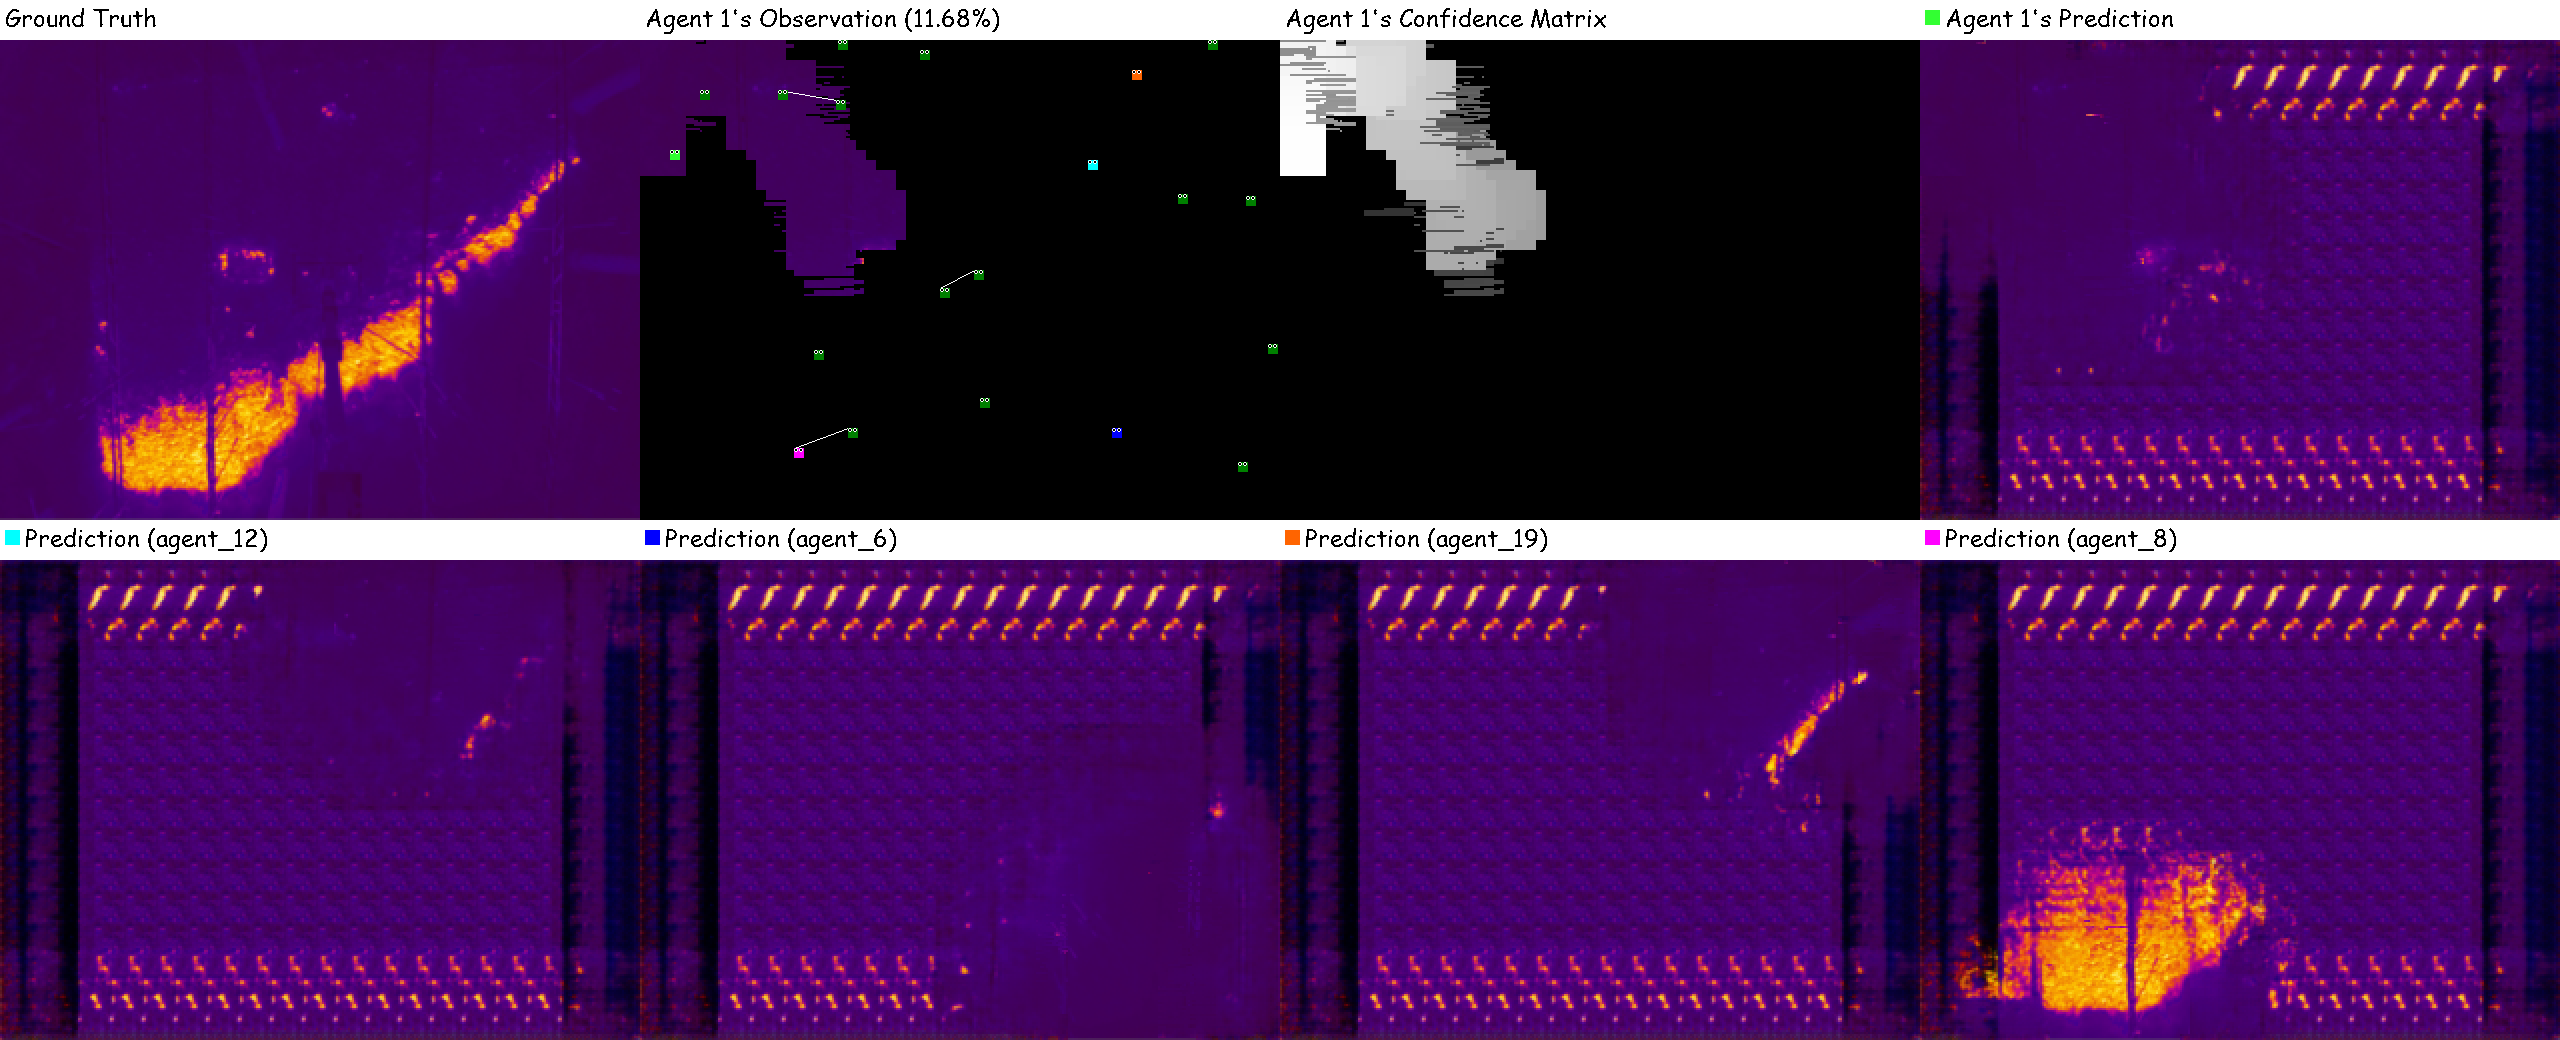 Ground Truth
Agent 1's Observation (11.68%)
Agent 1's Confidence Matrix
Agent 1's Prediction
Prediction (agent_12)
Prediction (agent_6)
Prediction (agent_19)
Prediction (agent_8)